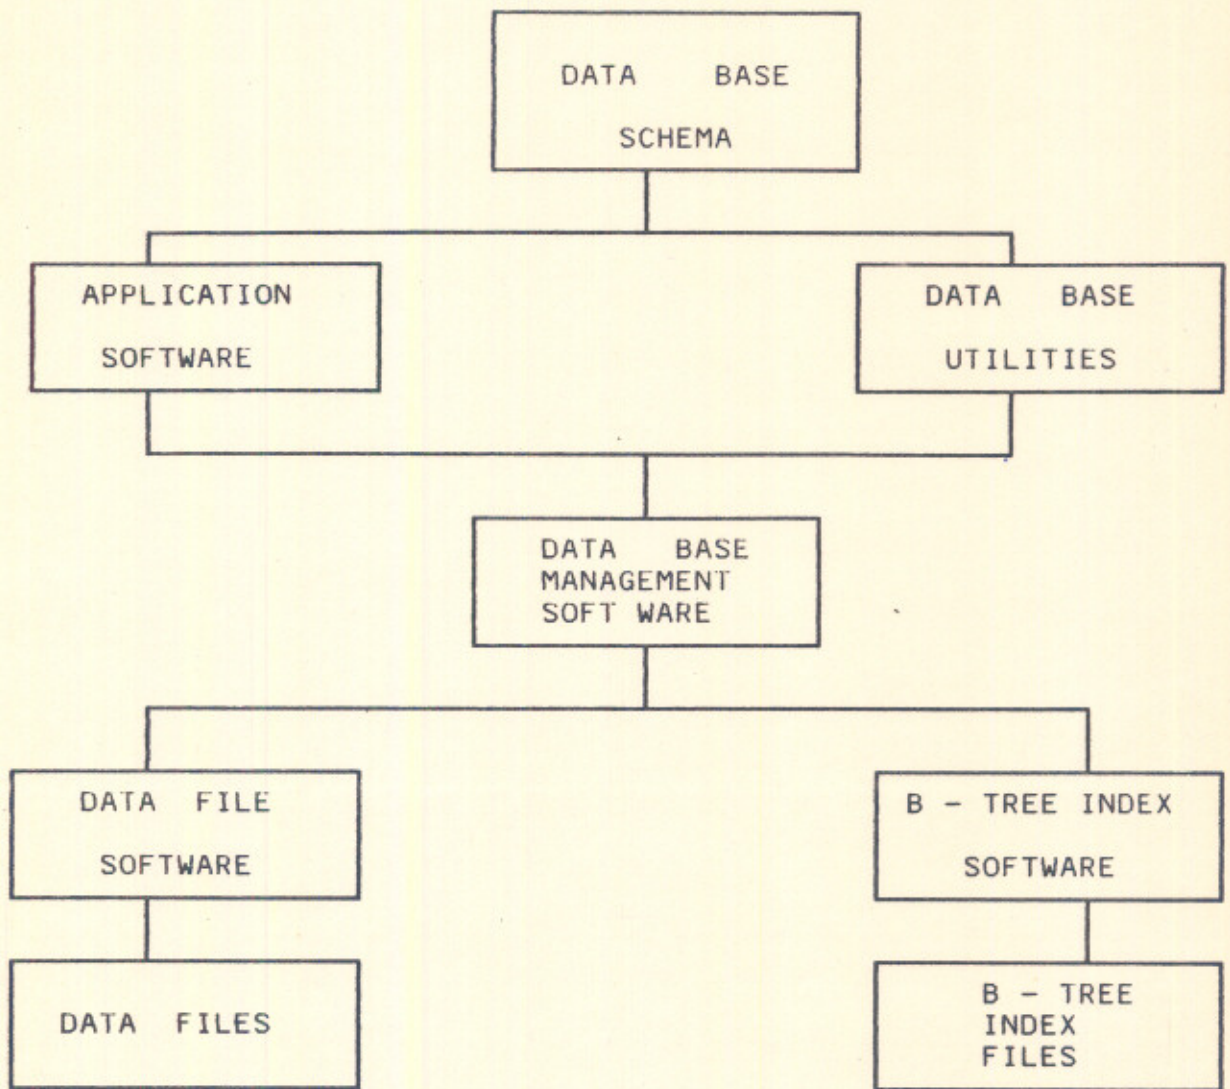 DATA BASE
SCHEMA
APPLICATION
SOFTWARE
DATA BASE
UTILITIES
DATA BASE
MANAGEMENT
SOFT WARE
DATA FILE
SOFTWARE
B - TREE INDEX
SOFTWARE
DATA FILES
B - TREE
INDEX
FILES